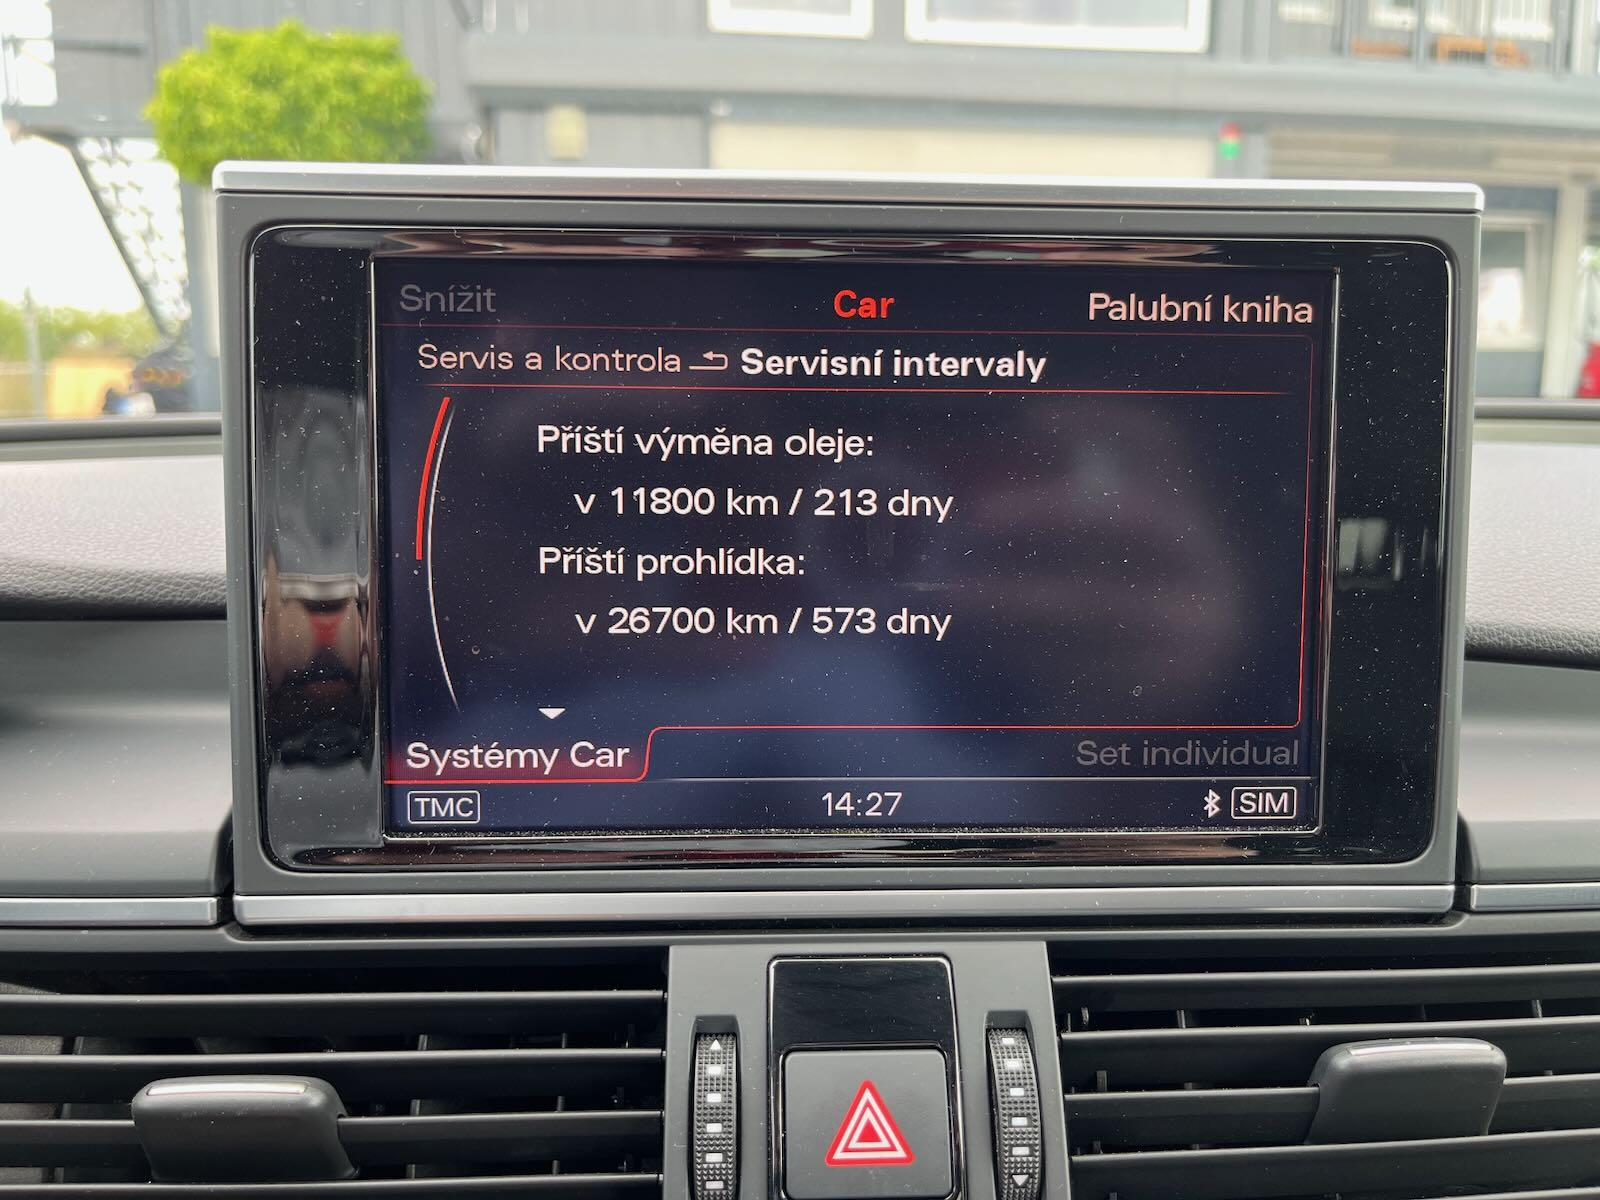 Snížit Car Palubní kniha
Servis a kontrola Servisní intervaly
Příští výměna oleje:
v 11800 km / 213 dny
Příští prohlídka:
v 26700 km / 573 dny
Systémy Car Set individual
TMC 14:27 SIM